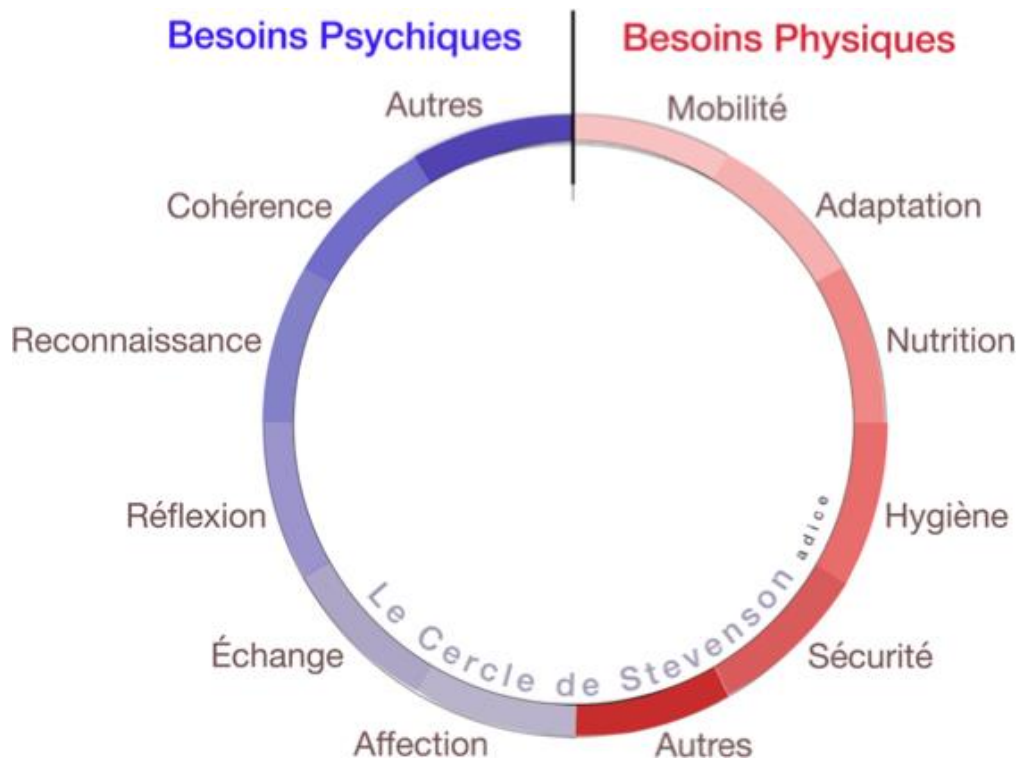 Besoins Psychiques
Besoins Physiques
Autres
Mobilité
Cohérence
Adaptation
Reconnaissance
Nutrition
Réflexion
Hygiène
Échange
Sécurité
Affection
Autres
Le Cercle de Stevenson adice